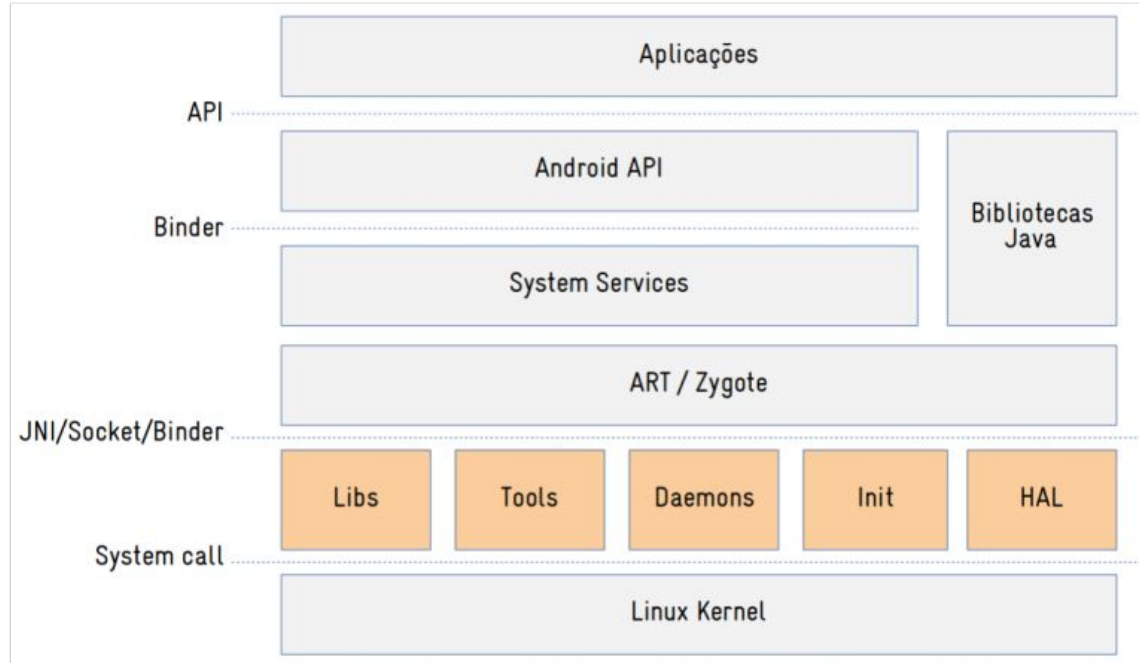 Aplicações
API
Android API
Bibliotecas
Java
Binder
System Services
ART / Zygote
JNI/Socket/Binder
Libs
Tools
Daemons
Init
HAL
System call
Linux Kernel